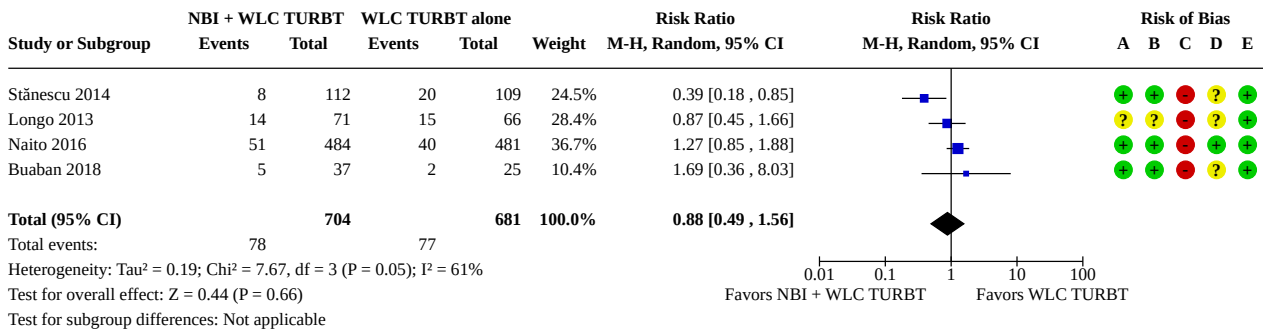 NBI + WLC TURBT WLC TURBT alone Risk Ratio Risk Ratio Risk of Bias
Study or Subgroup Events Total Events Total Weight M-H, Random, 95% CI M-H, Random, 95% CI A B C D E
Stănescu 2014 8 112 20 109 24.5% 0.39 [0.18 , 0.85] + + - ? +
Longo 2013 14 71 15 66 28.4% 0.87 [0.45 , 1.66] ? ? - ? +
Naito 2016 51 484 40 481 36.7% 1.27 [0.85 , 1.88] + + - + +
Buaban 2018 5 37 2 25 10.4% 1.69 [0.36 , 8.03] + + - ? +
Total (95% CI) 704 681 100.0% 0.88 [0.49 , 1.56]
Total events: 78 77
Heterogeneity: Tau² = 0.19; Chi² = 7.67, df = 3 (P = 0.05); I² = 61%
0.01 0.1 1 10 100
Test for overall effect: Z = 0.44 (P = 0.66) Favors NBI + WLC TURBT Favors WLC TURBT
Test for subgroup differences: Not applicable